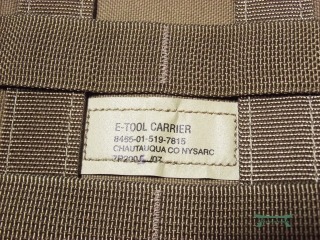 E-TOOL CARRIER
8465-01-519-7815
CHAUTAUQUA CO NYSARC